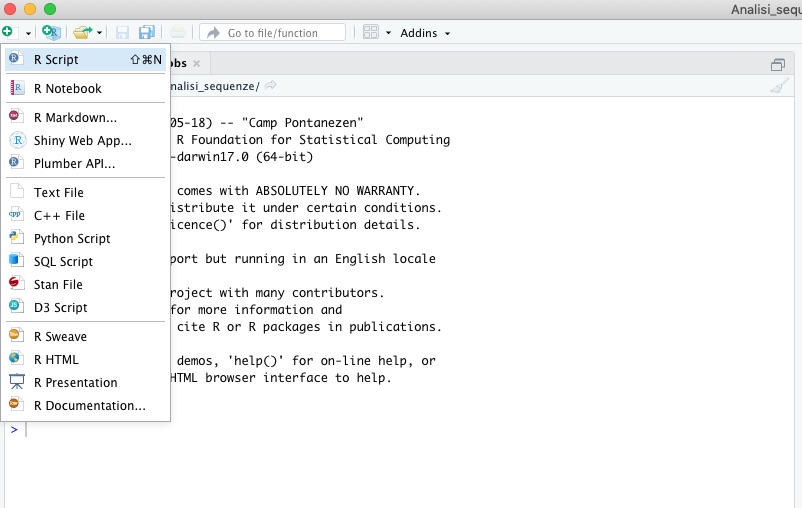 Analisi_sequ
Go to file/function
Addins
R Script ⇧⌘N
R Notebook
R Markdown...
Shiny Web App...
Plumber API...
Text File
C++ File
Python Script
SQL Script
Stan File
D3 Script
R Sweave
R HTML
R Presentation
R Documentation...
obs
nalisi_sequenze/
05-18) -- "Camp Pontanezen"
R Foundation for Statistical Computing
-darwin17.0 (64-bit)
comes with ABSOLUTELY NO WARRANTY.
istribute it under certain conditions.
icence()' for distribution details.
port but running in an English locale
roject with many contributors.
for more information and
cite R or R packages in publications.
demos, 'help()' for on-line help, or
HTML browser interface to help.
>